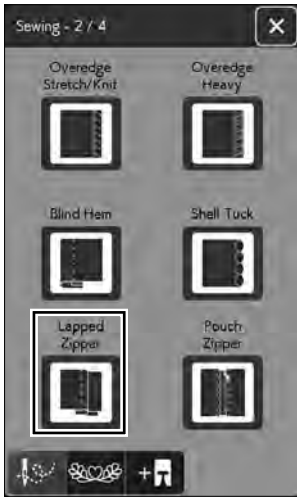 Sewing - 2 / 4
Overedge Overedge
Stretch/Knit Heavy
Blind Hem Shell Tuck
Lapped Pouch
Zipper Zipper